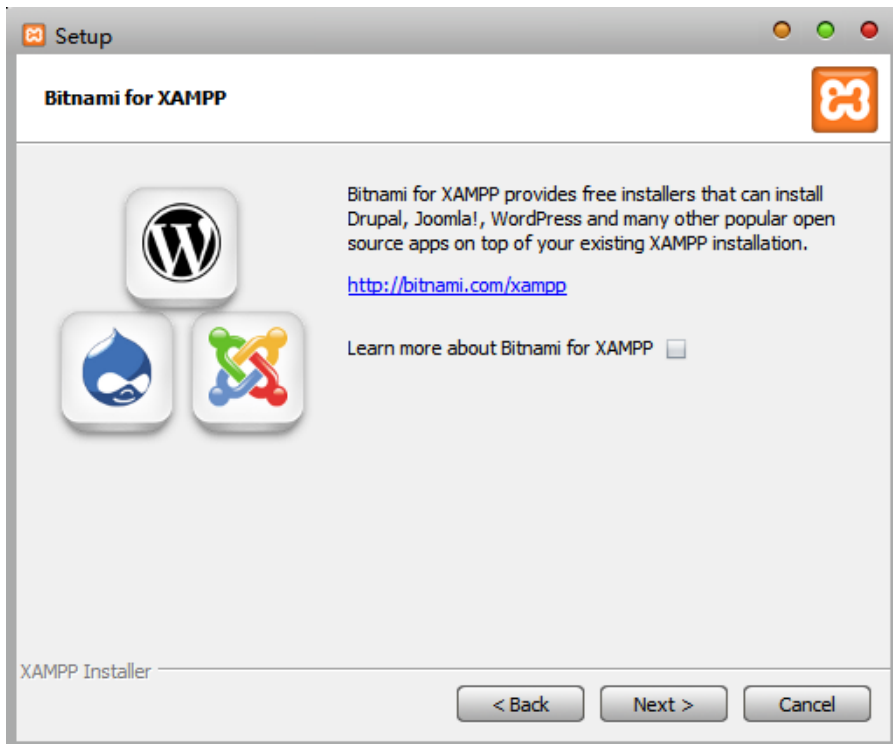 Setup
Bitnami for XAMPP
Bitnami for XAMPP provides free installers that can install
Drupal, Joomla!, WordPress and many other popular open
source apps on top of your existing XAMPP installation.
http://bitnami.com/xampp
Learn more about Bitnami for XAMPP
XAMPP Installer
< Back
Next >
Cancel